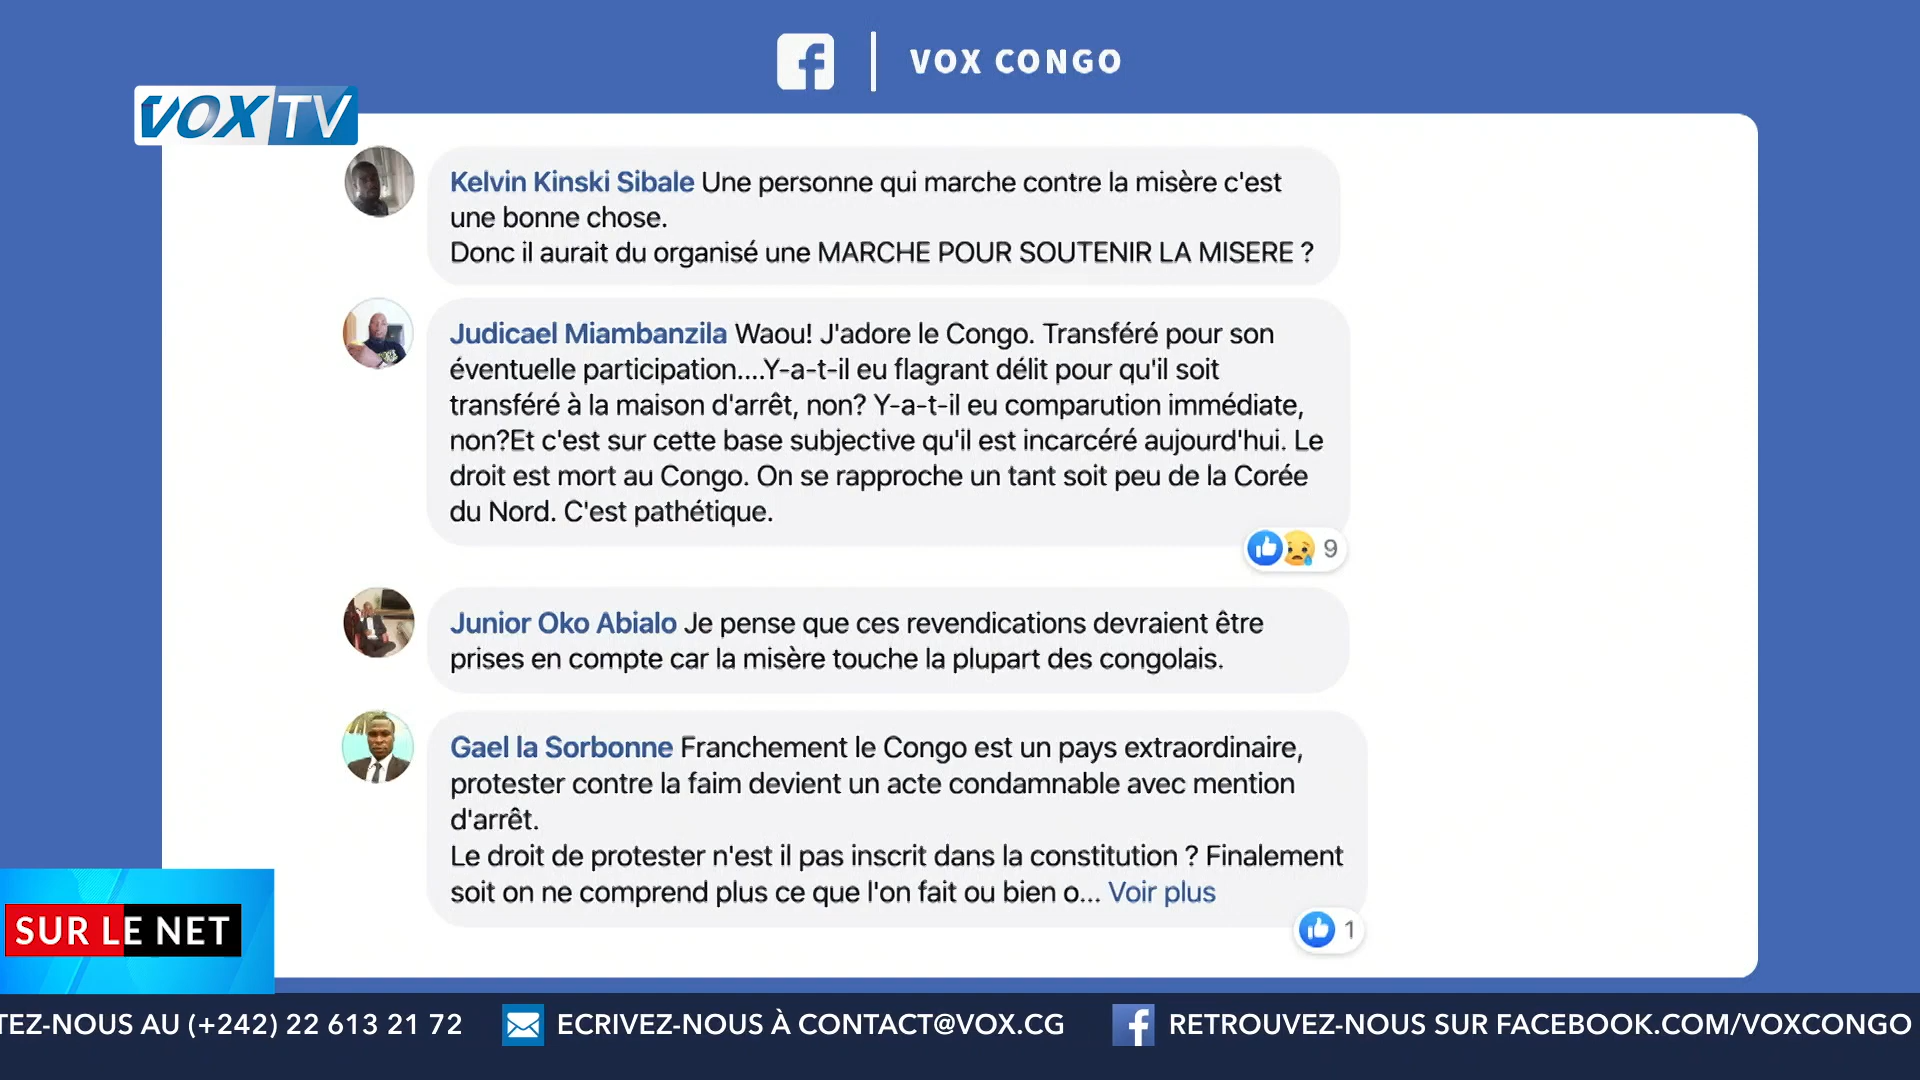 VOX CONGO
VOX TV
Kelvin Kinski Sibale Une personne qui marche contre la misère c'est
une bonne chose.
Donc il aurait du organisé une MARCHE POUR SOUTENIR LA MISERE ?
Judicael Miambanzila Waou! J'adore le Congo. Transféré pour son
éventuelle participation....Y-a-t-il eu flagrant délit pour qu'il soit
transféré à la maison d'arrêt, non? Y-a-t-il eu comparution immédiate,
non?Et c'est sur cette base subjective qu'il est incarcéré aujourd'hui. Le
droit est mort au Congo. On se rapproche un tant soit peu de la Corée
du Nord. C'est pathétique.
9
Junior Oko Abialo Je pense que ces revendications devraient être
prises en compte car la misère touche la plupart des congolais.
Gael la Sorbonne Franchement le Congo est un pays extraordinaire,
protester contre la faim devient un acte condamnable avec mention
d'arrêt.
Le droit de protester n'est il pas inscrit dans la constitution ? Finalement
soit on ne comprend plus ce que l'on fait ou bien o... Voir plus
1
SUR LE NET
TEZ-NOUS AU (+242) 22 613 21 72 ECRIVEZ-NOUS À CONTACT@VOX.CG RETROUVEZ-NOUS SUR FACEBOOK.COM/VOXCONGO